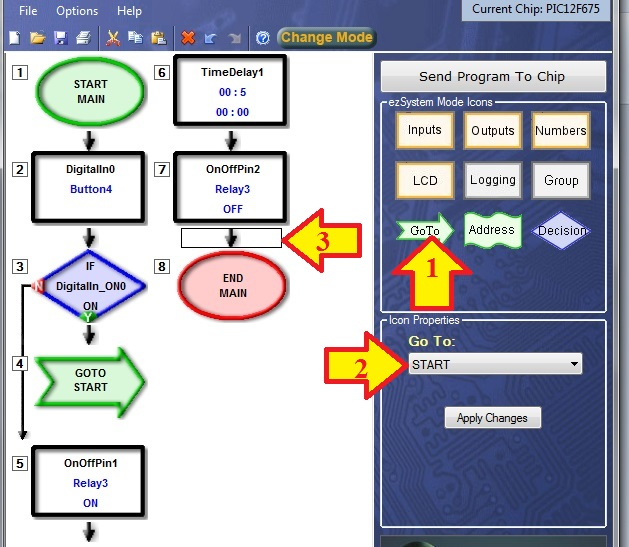 File Options Help
Current Chip: PIC12F675
Change Mode
1
START
MAIN
2
DigitalIn0
Button4
3
IF
DigitalIn_ON0
ON
N
Y
4
GOTO
START
5
OnOffPin1
Relay3
ON
6
TimeDelay1
00 : 5
00 : 00
7
OnOffPin2
Relay3
OFF
3
8
END
MAIN
Send Program To Chip
ezSystem Mode Icons
Inputs Outputs Numbers
LCD Logging Group
GoTo Address Decision
1
Icon Properties
Go To:
2
START
Apply Changes